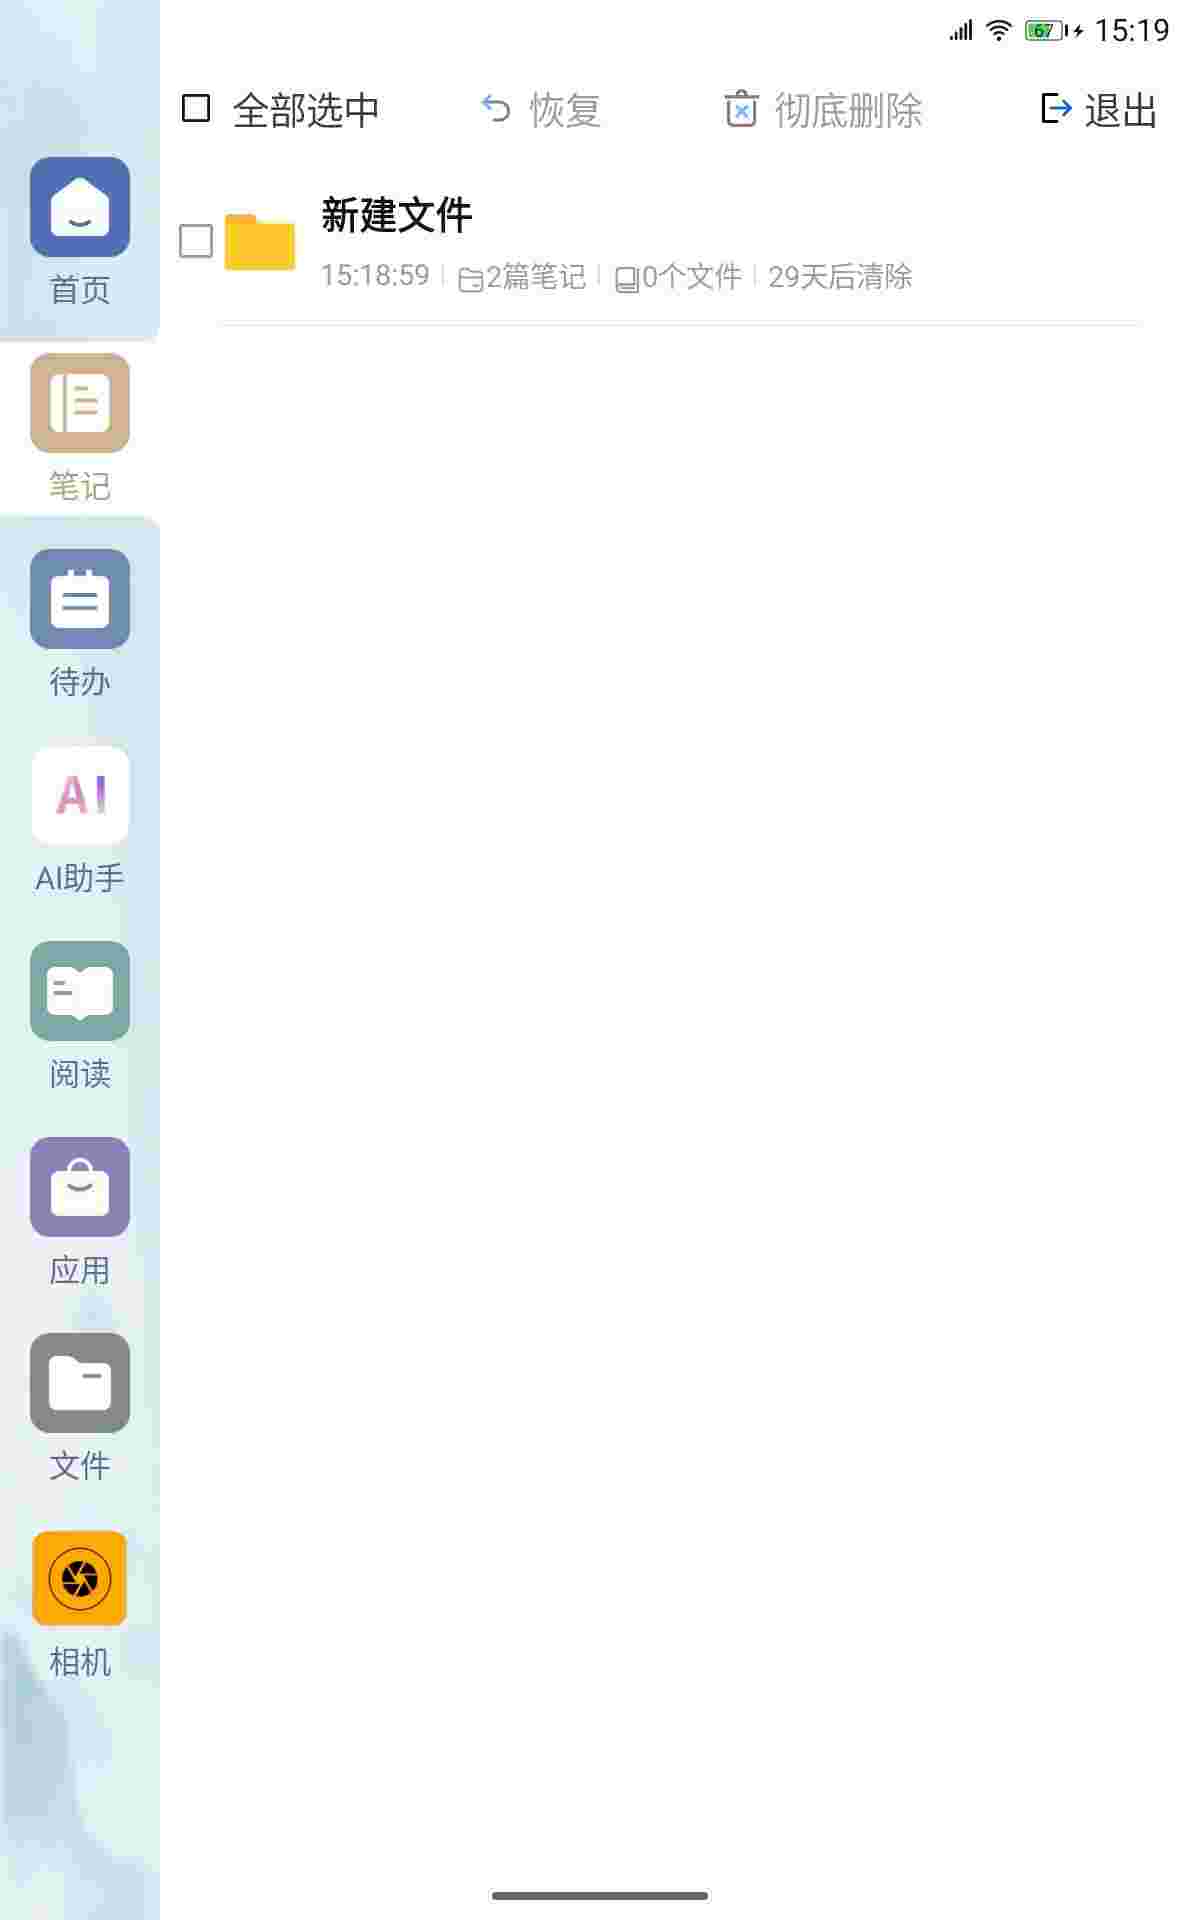 67 15:19
全部选中 恢复 彻底删除 退出
新建文件
15:18:59 2篇笔记 0个文件 29天后清除
首页
笔记
待办
AI
AI助手
阅读
应用
文件
相机